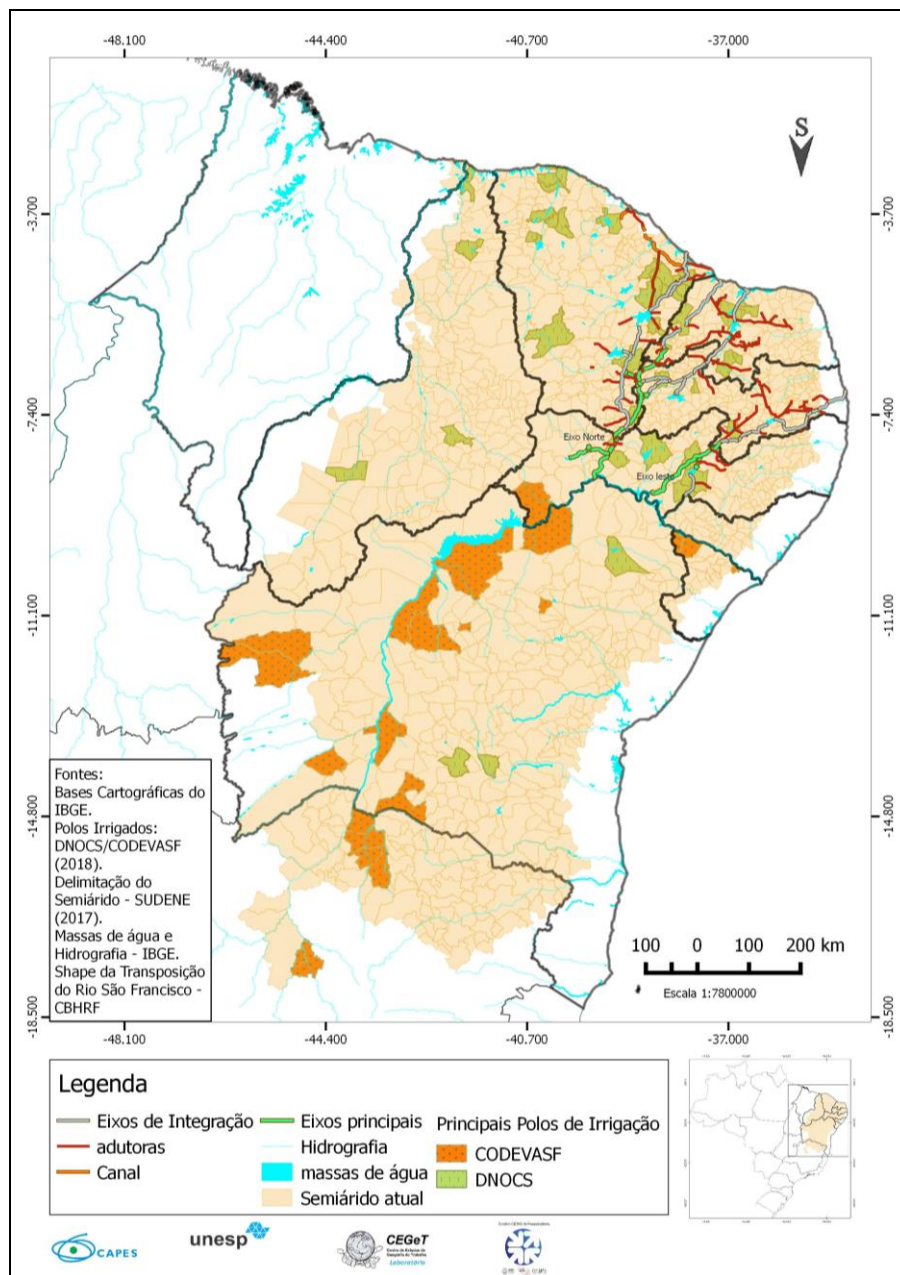 -48.100 -44.400 -40.700 -37.000
S
-3.700 -3.700
-7.400 -7.400
Eixo Norte
Eixo leste
-11.100 -11.100
-14.800 -14.800
Fontes:
Bases Cartográficas do
IBGE.
Polos Irrigados:
DNOCS/CODEVASF
(2018).
Delimitação do
Semiárido - SUDENE
(2017).
Massas de água e
Hidrografia - IBGE.
Shape da Transposição
do Rio São Francisco -
CBHRF
100 0 100 200 km
Escala 1:7800000
-18.500 -18.500
-48.100 -44.400 -40.700 -37.000
Legenda
Eixos de Integração
adutoras
Canal
Eixos principais
Hidrografia
massas de água
Semiárido atual
Principais Polos de Irrigação
CODEVASF
DNOCS
CAPES
unesp
CEGeT
Laboratório